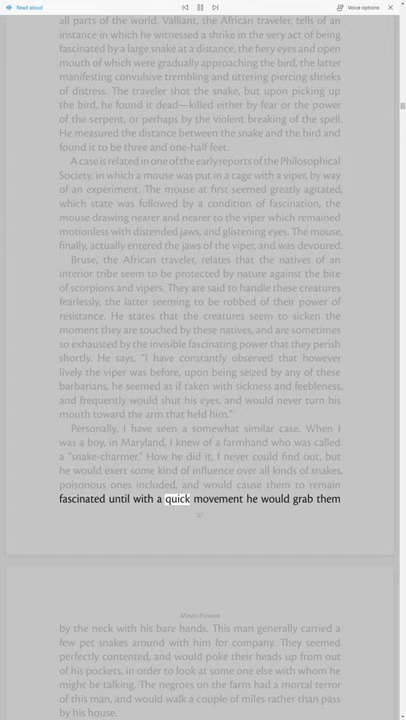 Read aloud
Voice options
all parts of the world. Valliant, the African traveler, tells of an
instance in which he witnessed a shrike in the very act of being
fascinated by a large snake at a distance, the fiery eyes and open
mouth of which were gradually approaching the bird, the latter
manifesting convulsive trembling and uttering piercing shrieks
of distress. The traveler shot the snake, but upon picking up
the bird, he found it dead—killed either by fear or the power
of the serpent, or perhaps by the violent breaking of the spell.
He measured the distance between the snake and the bird and
found it to be three and one-half feet.
A case is related in one of the early reports of the Philosophical
Society, in which a mouse was put in a cage with a viper, by way
of an experiment. The mouse at first seemed greatly agitated,
which state was followed by a condition of fascination, the
mouse drawing nearer and nearer to the viper which remained
motionless with distended jaws, and glistening eyes. The mouse,
finally, actually entered the jaws of the viper, and was devoured.
Bruse, the African traveler, relates that the natives of an
interior tribe seem to be protected by nature against the bite
of scorpions and vipers. They are said to handle these creatures
fearlessly, the latter seeming to be robbed of their power of
resistance. He states that the creatures seem to sicken the
moment they are touched by these natives, and are sometimes
so exhausted by the invisible fascinating power that they perish
shortly. He says, “I have constantly observed that however
lively the viper was before, upon being seized by any of these
barbarians, he seemed as if taken with sickness and feebleness,
and frequently would shut his eyes, and would never turn his
mouth toward the arm that held him.”
Personally, I have seen a somewhat similar case. When I
was a boy, in Maryland, I knew of a farmhand who was called
a “snake-charmer.” How he did it, I never could find out, but
he would exert some kind of influence over all kinds of snakes,
poisonous ones included, and would cause them to remain
fascinated until with a quick movement he would grab them
Mind-Power
by the neck with his bare hands. This man generally carried a
few pet snakes around with him for company. They seemed
perfectly contented, and would poke their heads up from out
of his pockets, in order to look at some one else with whom he
might be talking. The negroes on the farm had a mortal terror
of this man, and would walk a couple of miles rather than pass
by his house.